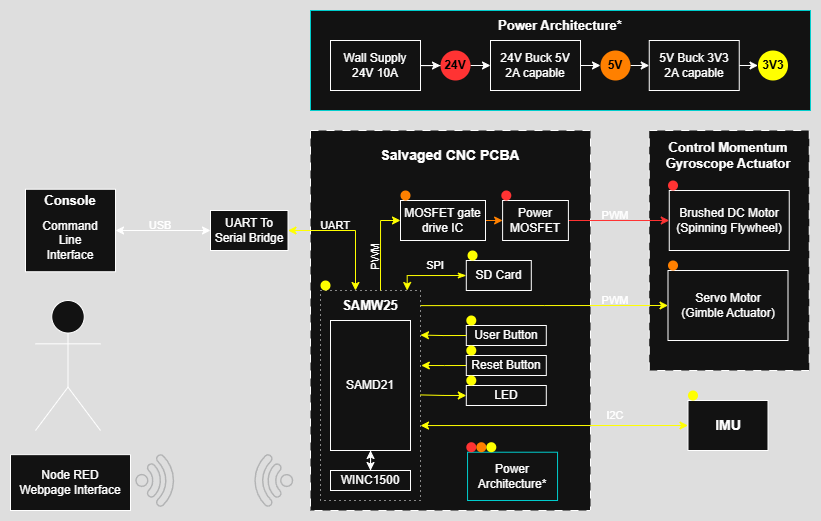 Power Architecture*
Wall Supply
24V 10A
24V
24V Buck 5V
2A capable
5V
5V Buck 3V3
2A capable
3V3
Salvaged CNC PCBA
Control Momentum
Gyroscope Actuator
Console
Command
Line
Interface
USB
UART To
Serial Bridge
UART
PWM
MOSFET gate
drive IC
Power
MOSFET
PWM
Brushed DC Motor
(Spinning Flywheel)
SPI
SD Card
SAMW25
PWM
Servo Motor
(Gimble Actuator)
SAMD21
User Button
Reset Button
LED
I2C
IMU
WINC1500
Power
Architecture*
Node RED
Webpage Interface